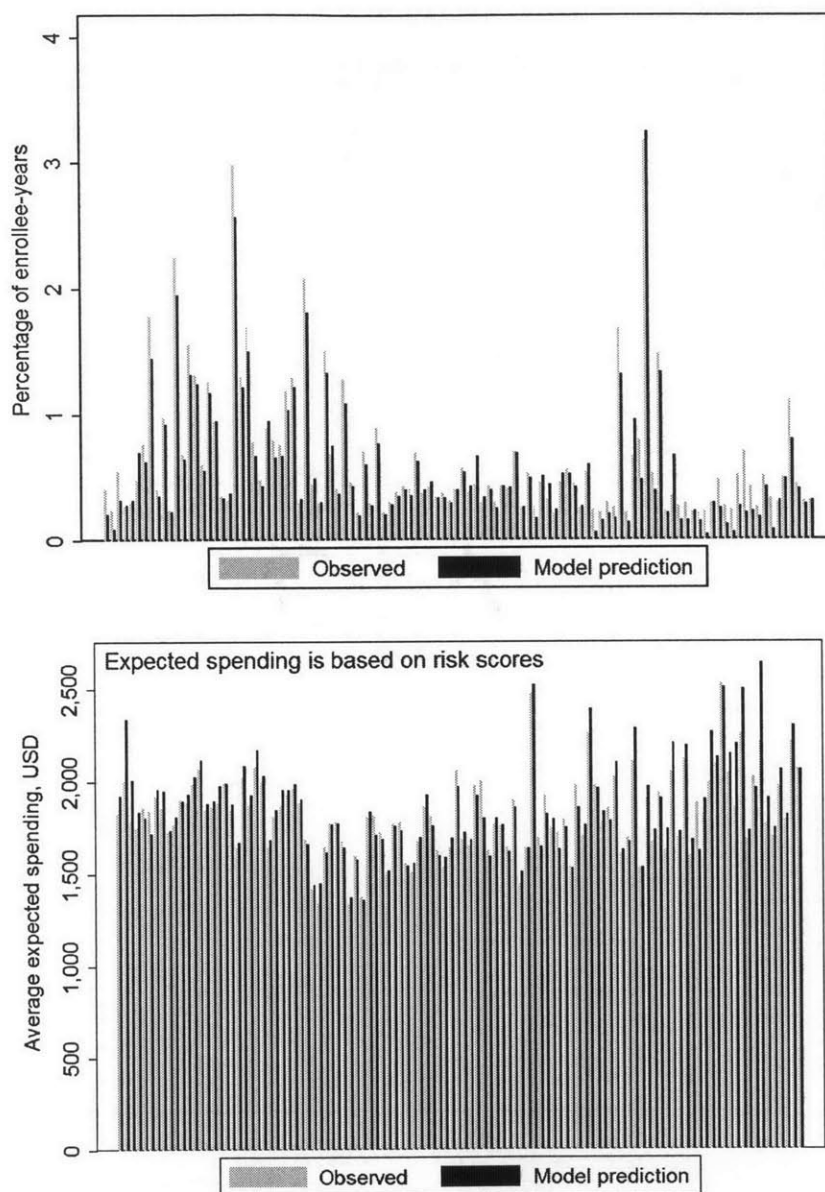 Percentage of enrollee-years
4
3
2
1
0
Observed Model prediction
Expected spending is based on risk scores
Average expected spending, USD
2,500
2,000
1,500
1,000
500
0
Observed Model prediction